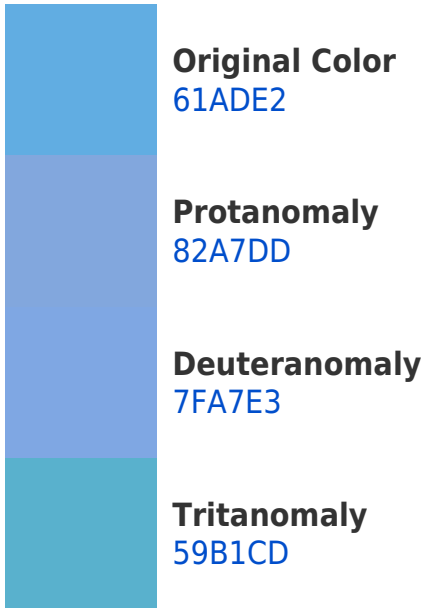 Original Color
61ADE2
Protanomaly
82A7DD
Deuteranomaly
7FA7E3
Tritanomaly
59B1CD